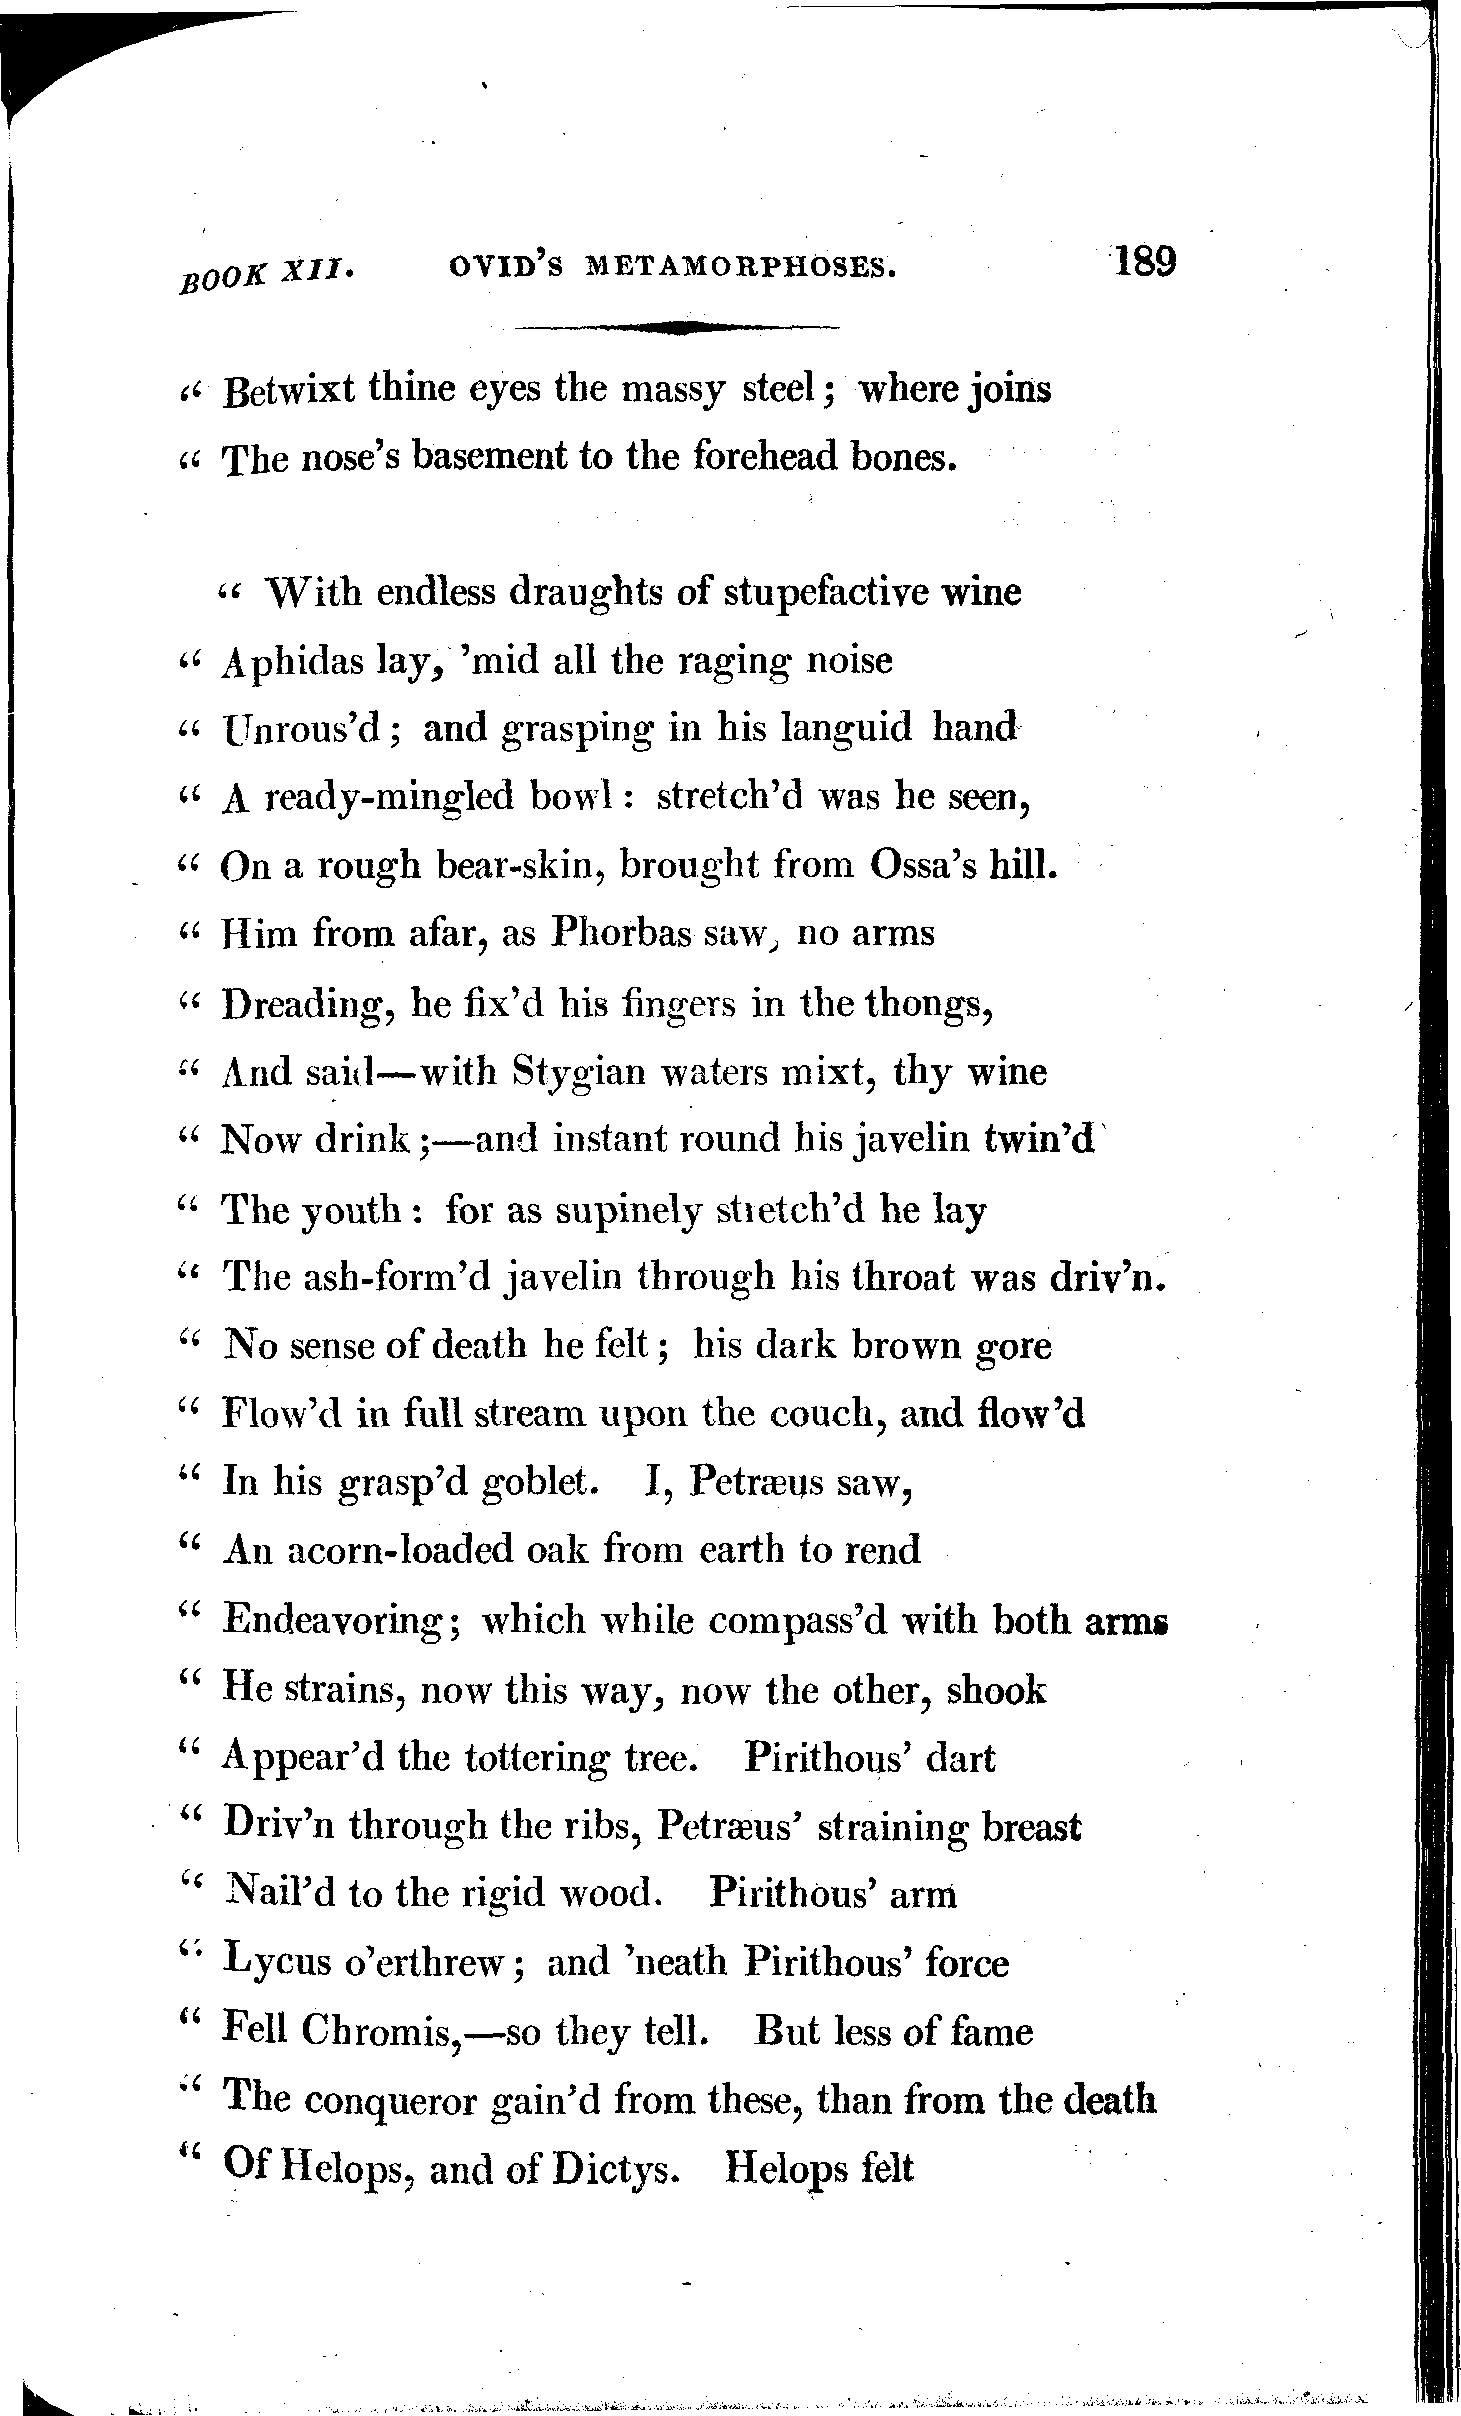 BOOK XII. OVID'S METAMORPHOSES. 189
“ Betwixt thine eyes the massy steel; where joins
“ The nose's basement to the forehead bones.
“ With endless draughts of stupefactive wine
“ Aphidas lay, 'mid all the raging noise
“ Unrous'd; and grasping in his languid hand
“ A ready-mingled bowl: stretch'd was he seen,
“ On a rough bear-skin, brought from Ossa's hill.
“ Him from afar, as Phorbas saw, no arms
“ Dreading, he fix'd his fingers in the thongs,
“ And said—with Stygian waters mixt, thy wine
“ Now drink;—and instant round his javelin twin'd
“ The youth: for as supinely stretch'd he lay
“ The ash-form'd javelin through his throat was driv'n.
“ No sense of death he felt; his dark brown gore
“ Flow'd in full stream upon the couch, and flow'd
“ In his grasp'd goblet. I, Petræus saw,
“ An acorn-loaded oak from earth to rend
“ Endeavoring; which while compass'd with both arms
“ He strains, now this way, now the other, shook
“ Appear'd the tottering tree. Pirithous' dart
“ Driv'n through the ribs, Petræus' straining breast
“ Nail'd to the rigid wood. Pirithous' arm
“ Lycus o'erthrew; and 'neath Pirithous' force
“ Fell Chromis,—so they tell. But less of fame
“ The conqueror gain'd from these, than from the death
“ Of Helops, and of Dictys. Helops felt